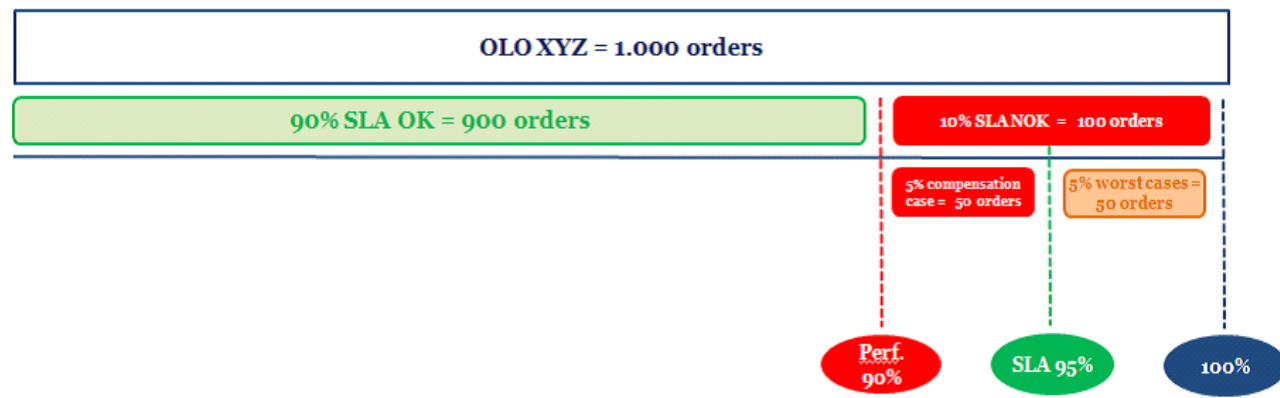 OLO XYZ = 1.000 orders
90% SLA OK = 900 orders
10% SLA NOK = 100 orders
5% compensation
case = 50 orders
5% worst cases =
50 orders
Perf.
90%
SLA 95%
100%